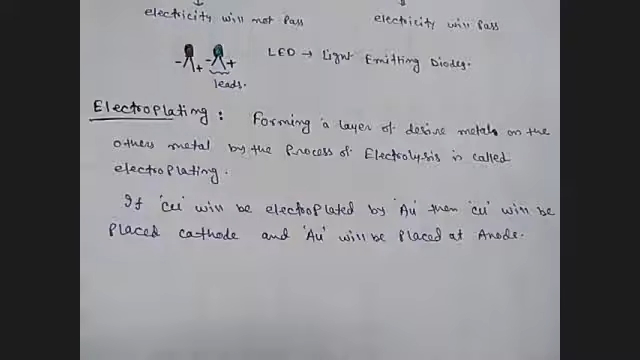 electricity will not Pass
electricity will Pass
- + - + LED → Light Emitting Diodes.
leads.
Electroplating : Forming a layer of desire metals on the
others metal by the Process of Electrolysis is called
electroplating.
If 'Cu' will be electroplated by 'Au' then 'Cu' will be
placed cathode and 'Au' will be placed at Anode.